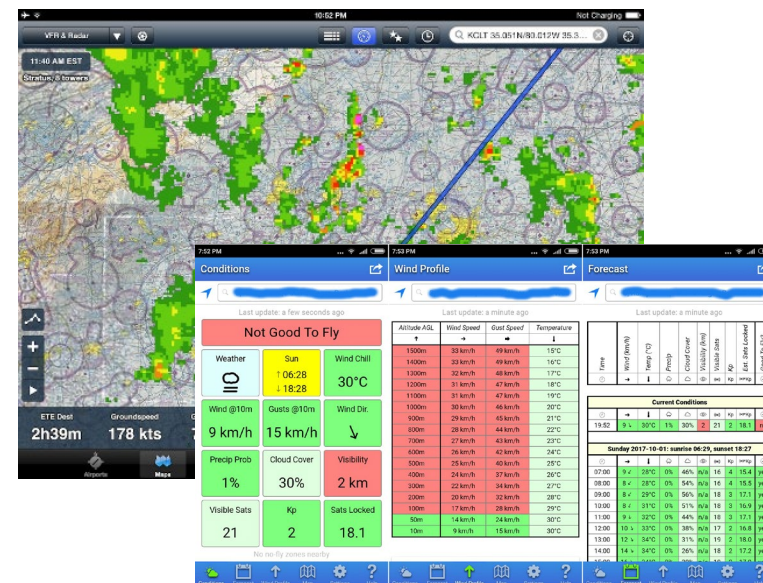 10:52 PM
Not Charging
VFR & Radar
KCLT 35.051N/80.012W 35.3...
11:40 AM EST
Stratus, 8 towers
ETE Dest
Groundspeed
2h39m
178 kts
Airports
Maps
7:52 PM
Conditions
Last update: a few seconds ago
Not Good To Fly
Weather
Sun
Wind Chill
↑06:28
↓18:28
30°C
Wind @10m
Gusts @10m
Wind Dir.
9 km/h
15 km/h
Precip Prob
Cloud Cover
Visibility
1%
30%
2 km
Visible Sats
Kp
Sats Locked
21
2
18.1
No no-fly zones nearby
7:53 PM
Wind Profile
Last update: a minute ago
Altitude AGL Wind Speed Gust Speed Temperature
1500m 33 km/h 49 km/h 15°C
1400m 33 km/h 49 km/h 16°C
1300m 32 km/h 48 km/h 17°C
1200m 31 km/h 47 km/h 18°C
1100m 31 km/h 47 km/h 19°C
1000m 30 km/h 46 km/h 20°C
900m 29 km/h 45 km/h 21°C
800m 28 km/h 44 km/h 22°C
700m 27 km/h 43 km/h 23°C
600m 26 km/h 42 km/h 24°C
500m 25 km/h 40 km/h 25°C
400m 24 km/h 37 km/h 26°C
300m 22 km/h 34 km/h 27°C
200m 20 km/h 32 km/h 28°C
100m 17 km/h 28 km/h 29°C
50m 14 km/h 24 km/h 30°C
10m 9 km/h 15 km/h 30°C
7:53 PM
Forecast
Last update: a minute ago
Time Wind (km/h) Temp (°C) Precip Cloud Cover Visibility (km) Visible Sats Kp Est. Sats Locked
Current Conditions
19:52 9 30°C 1% 30% 2 21 2 18.1
Sunday 2017-10-01: sunrise 06:29, sunset 18:27
07:00 9 28°C 0% 46% n/a 16 4 15.4
08:00 8 28°C 0% 54% n/a 16 4 15.5
09:00 8 29°C 0% 56% n/a 18 3 17.1
10:00 8 31°C 0% 51% n/a 18 3 16.9
11:00 9 32°C 0% 44% n/a 18 3 17.1
12:00 10 33°C 0% 38% n/a 17 2 16.8
13:00 12 34°C 0% 31% n/a 19 2 18.0
14:00 14 34°C 0% 26% n/a 18 2 17.2